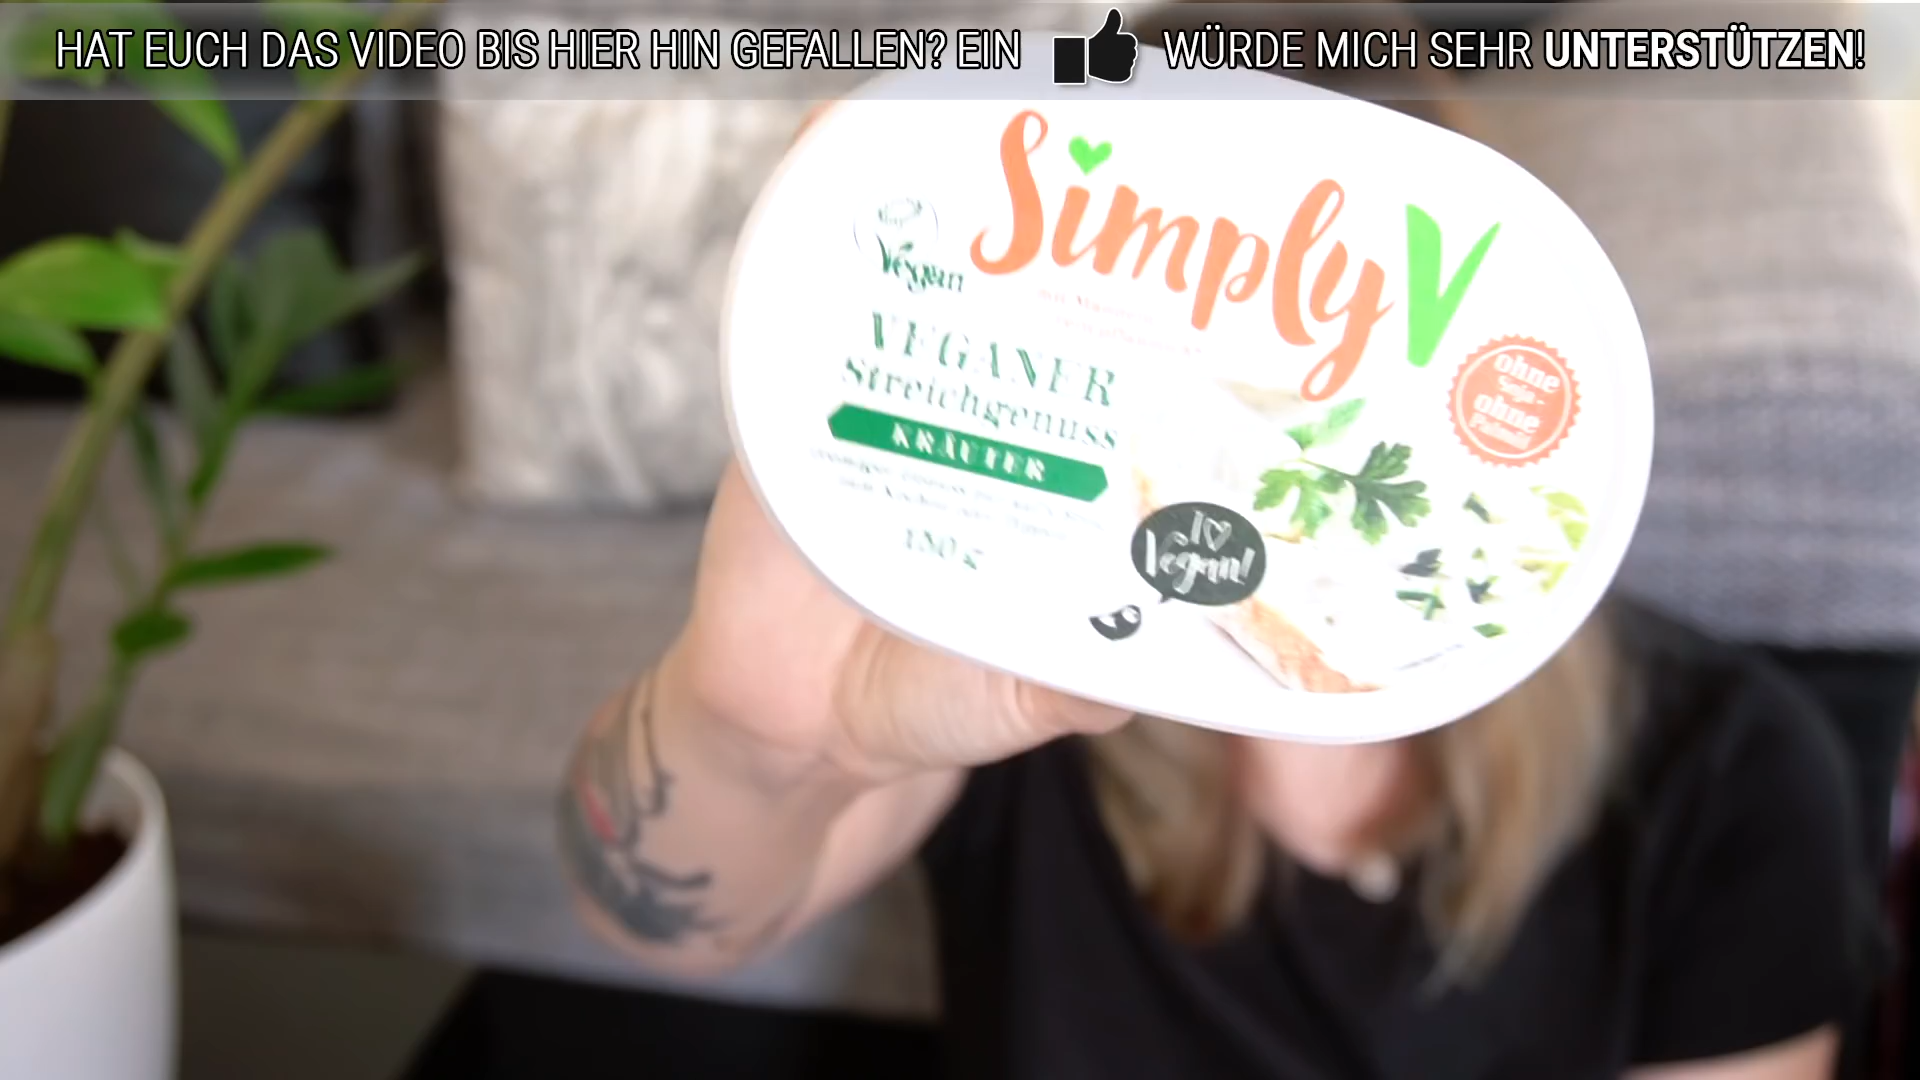 HAT EUCH DAS VIDEO BIS HIER HIN GEFALLEN? EIN WÜRDE MICH SEHR UNTERSTÜTZEN!
Simply V
Vegan
VEGANER
Streichgenuss
KRÄUTER
150 g
ohne
Soja-
ohne
Palmöl
I
Vegan!